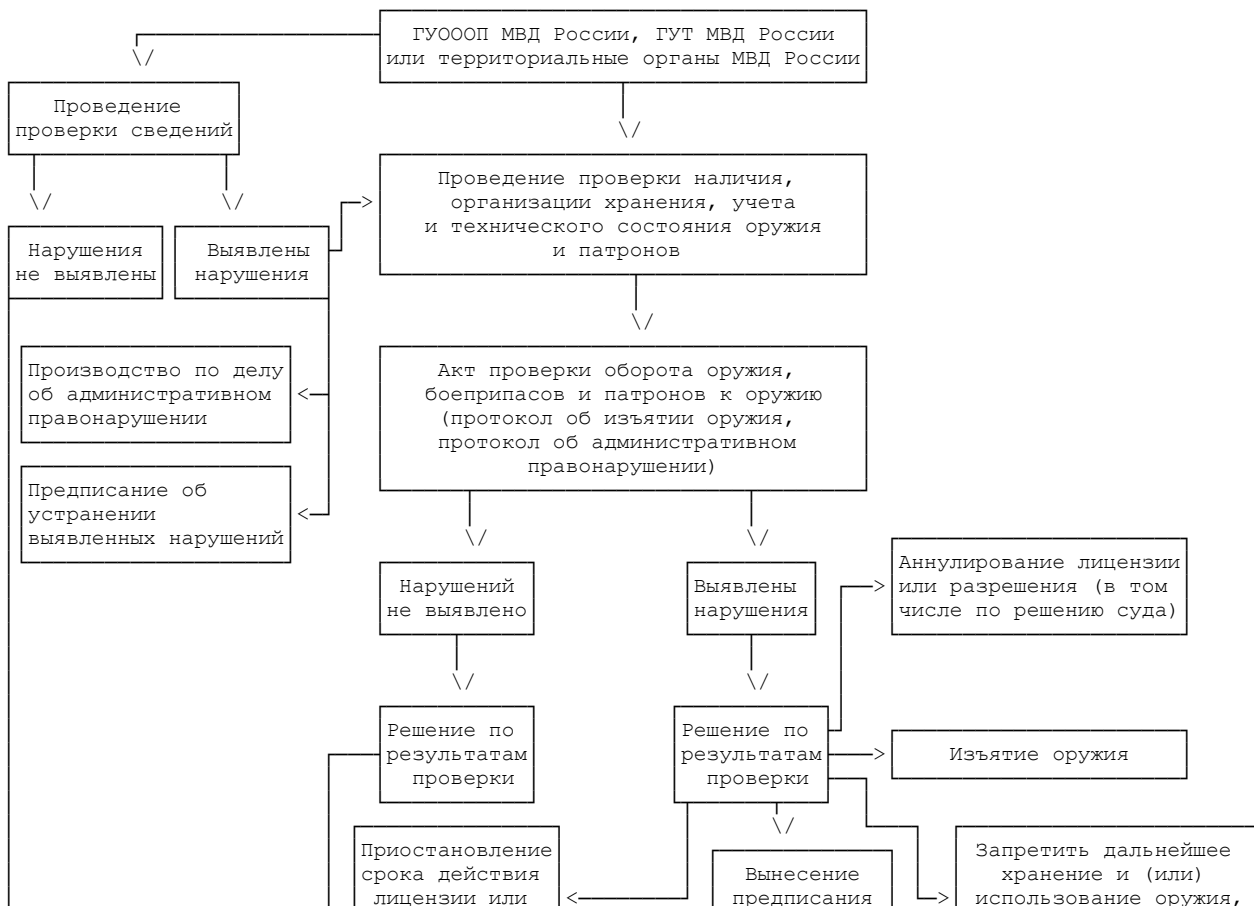 ГУОООП МВД России, ГУТ МВД России
или территориальные органы МВД России
Проведение
проверки сведений
Проведение проверки наличия,
организации хранения, учета
и технического состояния оружия
и патронов
Нарушения
не выявлены
Выявлены
нарушения
Производство по делу
об административном
правонарушении
Акт проверки оборота оружия,
боеприпасов и патронов к оружию
(протокол об изъятии оружия,
протокол об административном
правонарушении)
Предписание об
устранении
выявленных нарушений
Нарушений
не выявлено
Выявлены
нарушения
Аннулирование лицензии
или разрешения (в том
числе по решению суда)
Решение по
результатам
проверки
Решение по
результатам
проверки
Изъятие оружия
Приостановление
срока действия
лицензии или
Вынесение
предписания
Запретить дальнейшее
хранение и (или)
использование оружия,